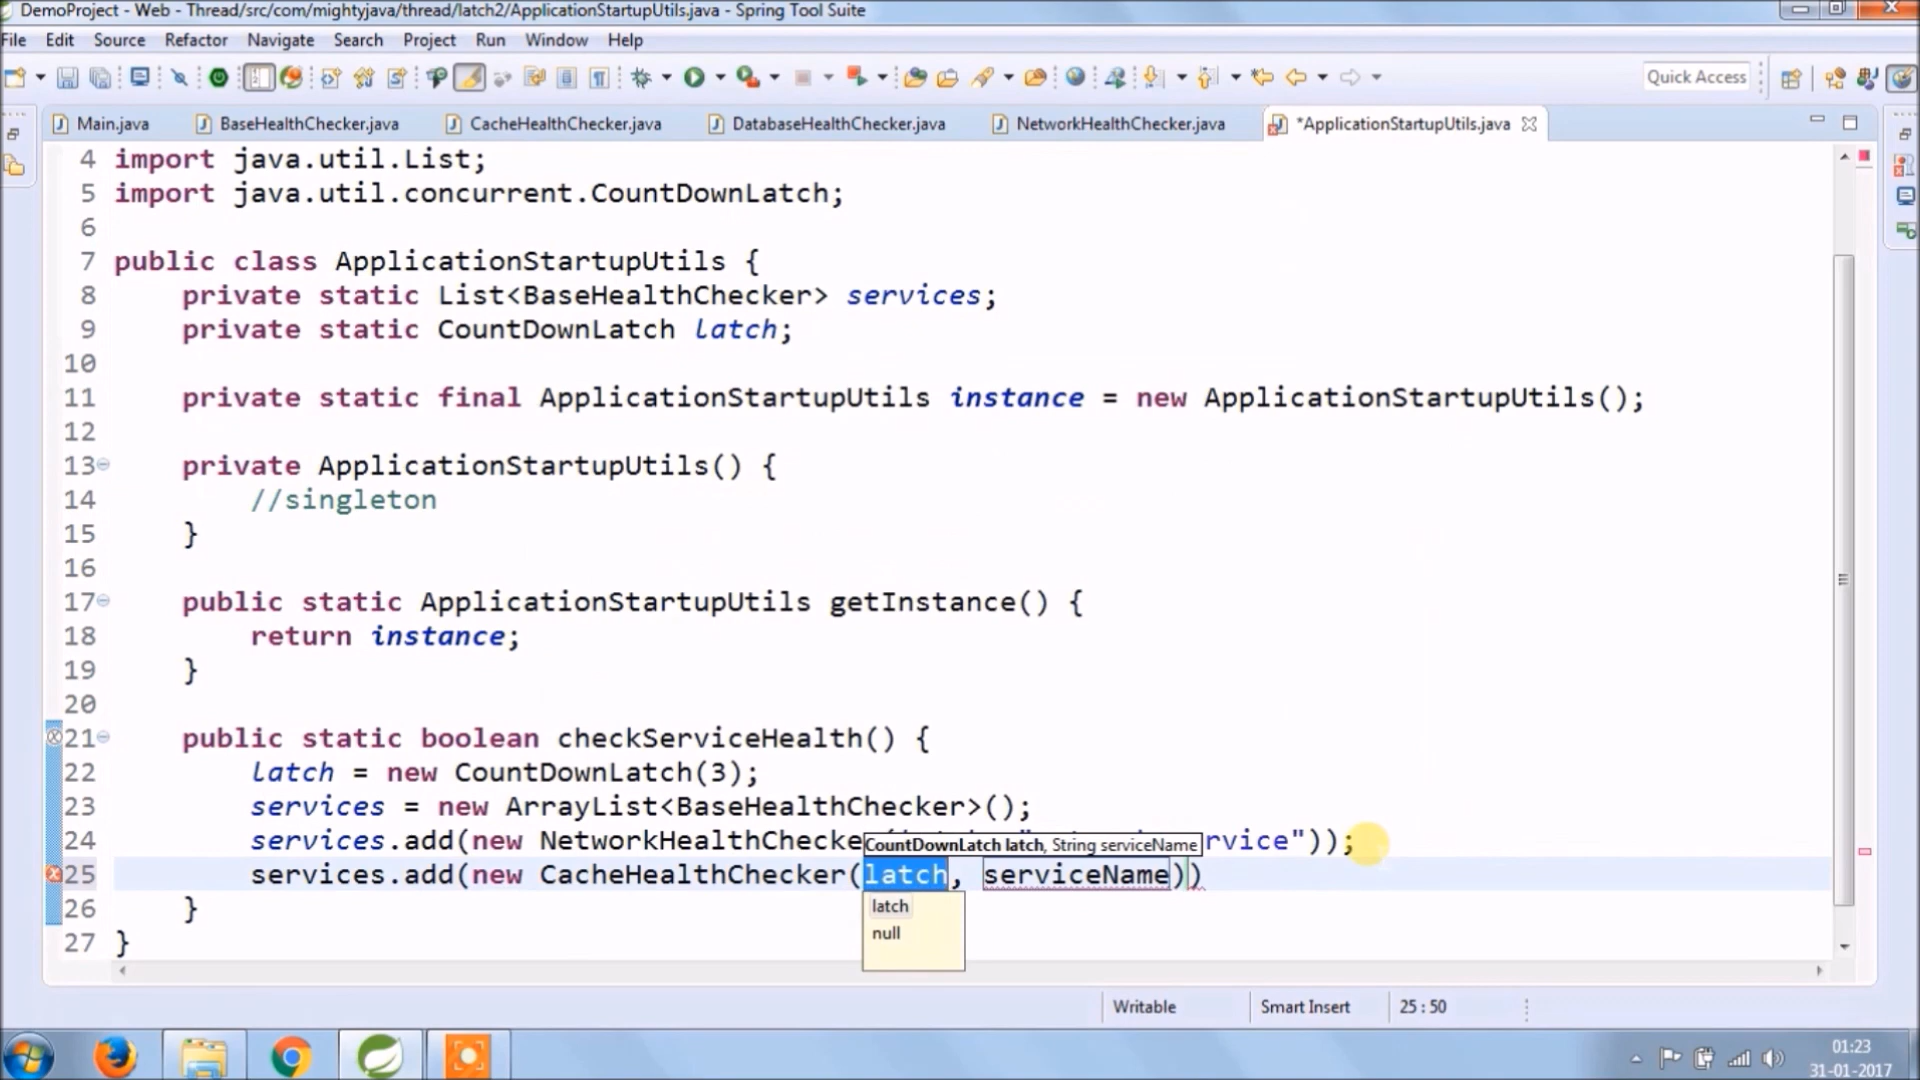 DemoProject - Web - Thread/src/com/mightyjava/thread/latch2/ApplicationStartupUtils.java - Spring Tool Suite
File Edit Source Refactor Navigate Search Project Run Window Help
Quick Access
Main.java BaseHealthChecker.java CacheHealthChecker.java DatabaseHealthChecker.java NetworkHealthChecker.java *ApplicationStartupUtils.java
4 import java.util.List;
5 import java.util.concurrent.CountDownLatch;
6
7 public class ApplicationStartupUtils {
8 private static List<BaseHealthChecker> services;
9 private static CountDownLatch latch;
10
11 private static final ApplicationStartupUtils instance = new ApplicationStartupUtils();
12
13 private ApplicationStartupUtils() {
14 //singleton
15 }
16
17 public static ApplicationStartupUtils getInstance() {
18 return instance;
19 }
20
21 public static boolean checkServiceHealth() {
22 latch = new CountDownLatch(3);
23 services = new ArrayList<BaseHealthChecker>();
24 services.add(new NetworkHealthChecke rvice"));
CountDownLatch latch, String serviceName
25 services.add(new CacheHealthChecker(latch, serviceName))
latch
null
26 }
27 }
Writable Smart Insert 25 : 50
01:23
31-01-2017